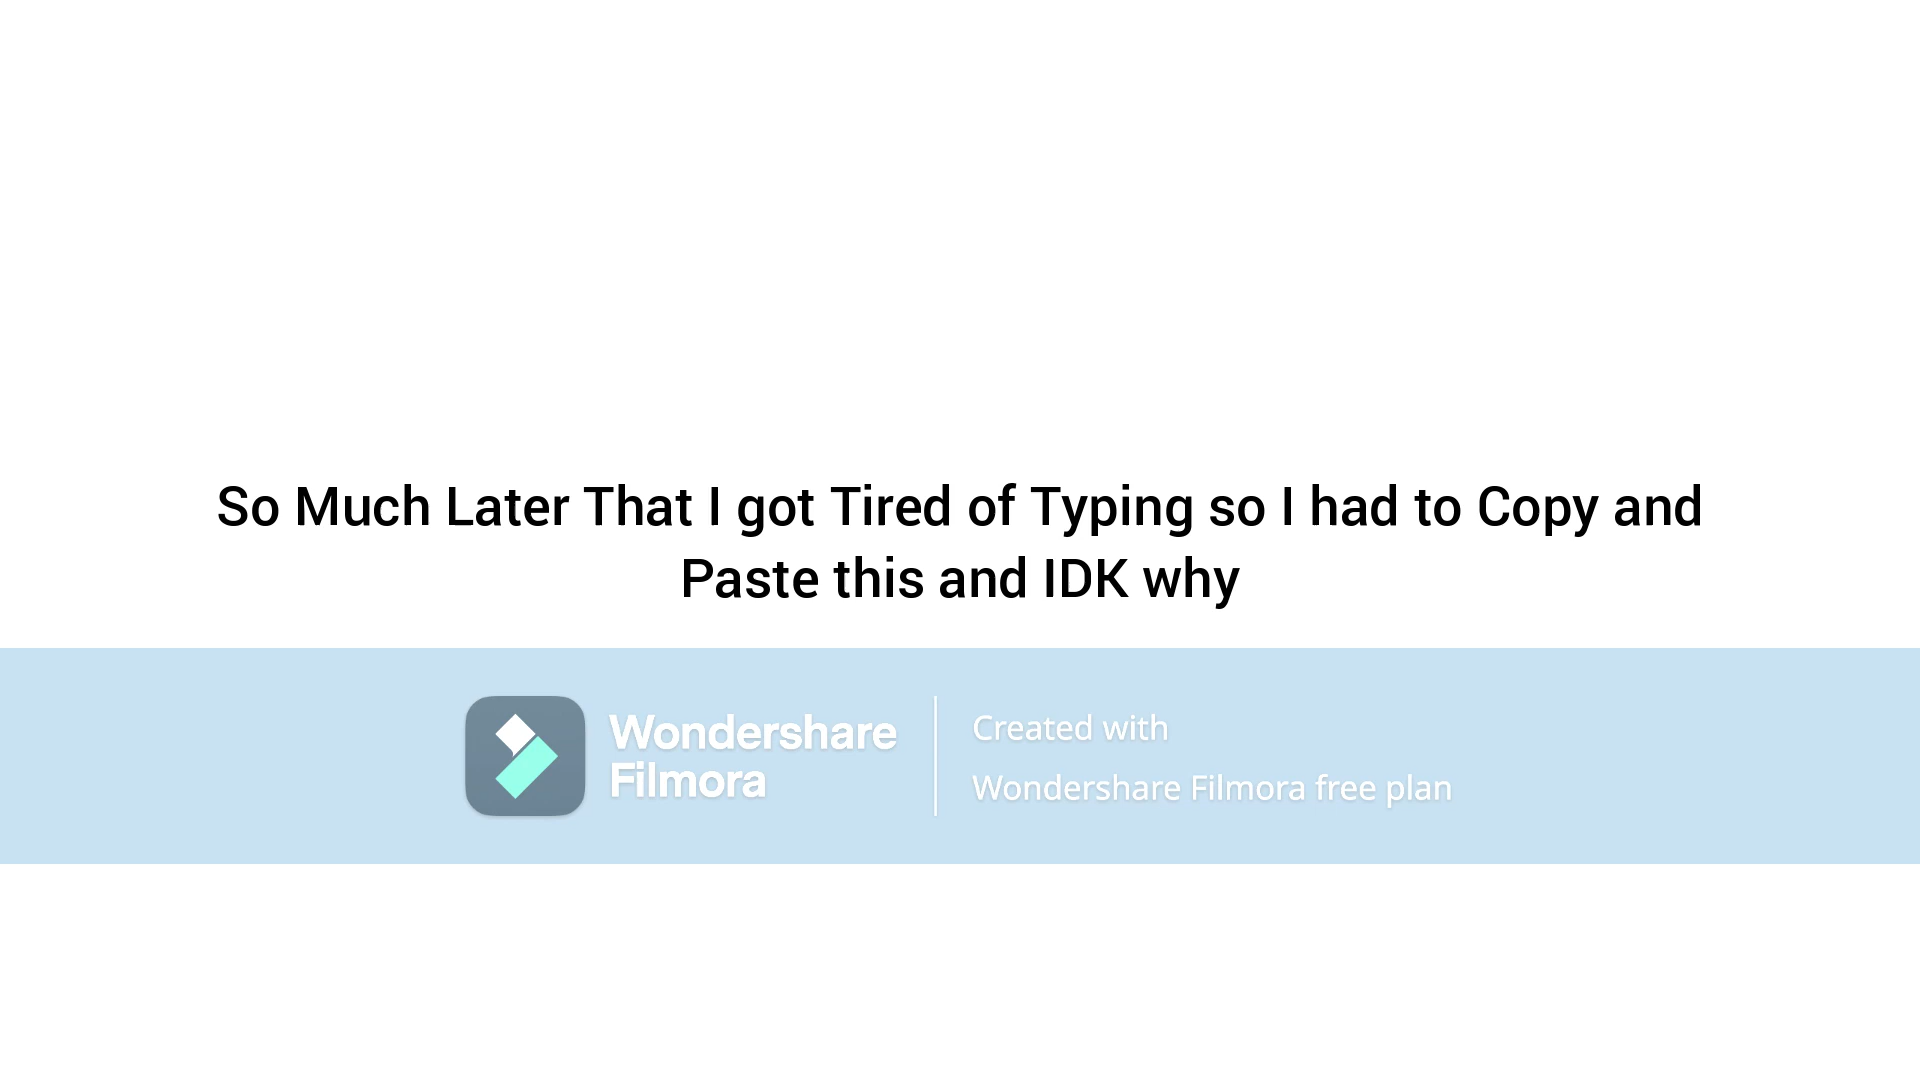 So Much Later That I got Tired of Typing so I had to Copy and
Paste this and IDK why
Wondershare
Filmora
Created with
Wondershare Filmora free plan